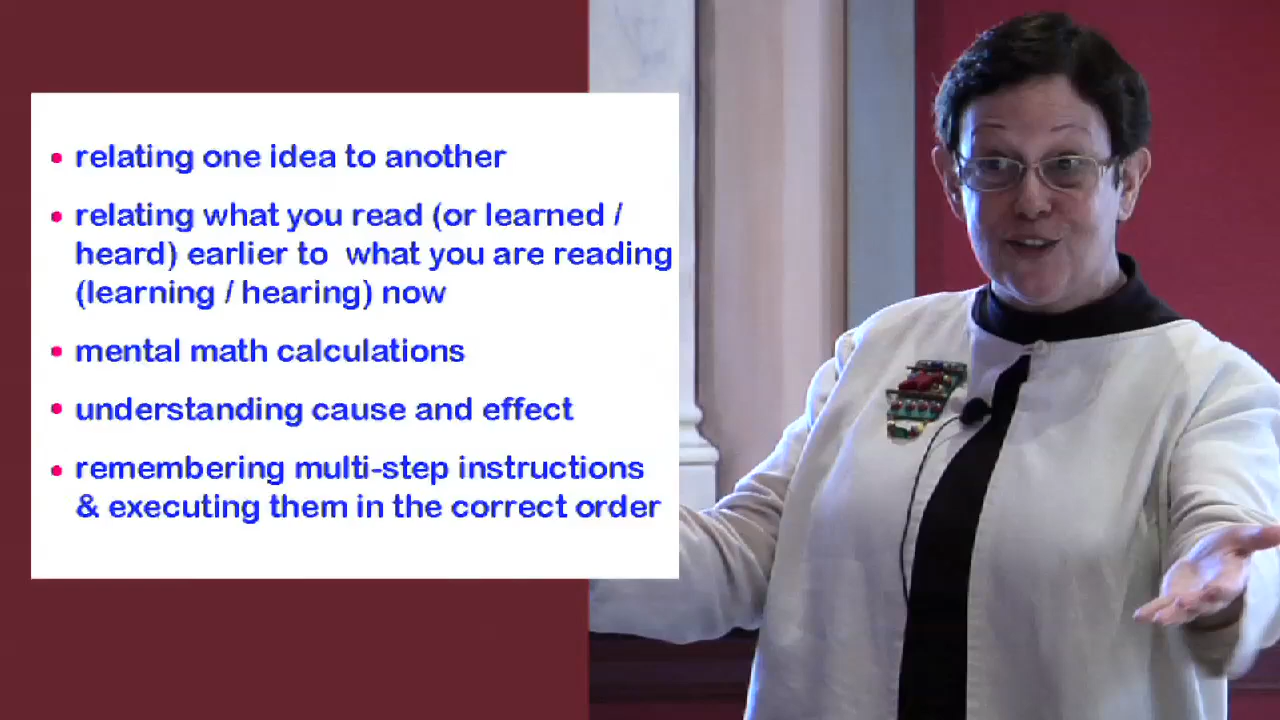 • relating one idea to another
• relating what you read (or learned /
heard) earlier to what you are reading
(learning / hearing) now
• mental math calculations
• understanding cause and effect
• remembering multi-step instructions
& executing them in the correct order